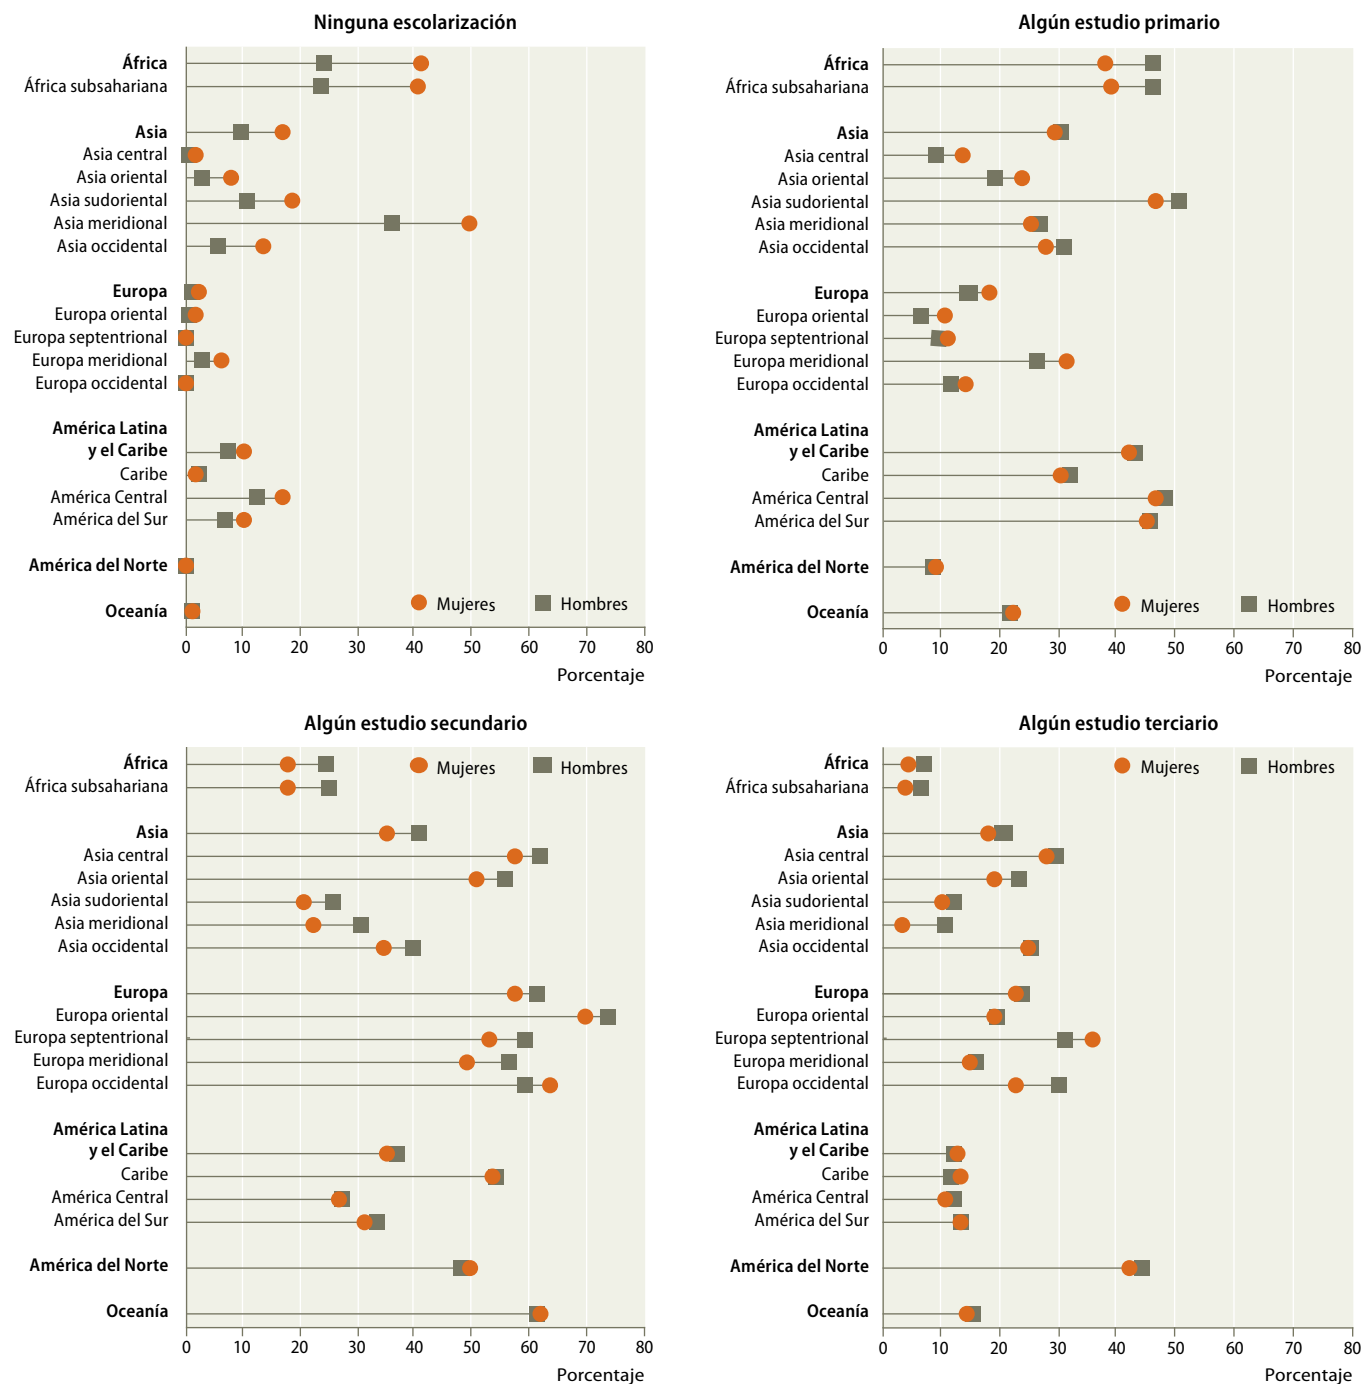 Ninguna escolarización
África
África subsahariana
Asia
Asia central
Asia oriental
Asia sudoriental
Asia meridional
Asia occidental
Europa
Europa oriental
Europa septentrional
Europa meridional
Europa occidental
América Latina
y el Caribe
Caribe
América Central
América del Sur
América del Norte
Oceanía
Mujeres Hombres
0 10 20 30 40 50 60 70 80
Porcentaje
Algún estudio primario
África
África subsahariana
Asia
Asia central
Asia oriental
Asia sudoriental
Asia meridional
Asia occidental
Europa
Europa oriental
Europa septentrional
Europa meridional
Europa occidental
América Latina
y el Caribe
Caribe
América Central
América del Sur
América del Norte
Oceanía
Mujeres Hombres
0 10 20 30 40 50 60 70 80
Porcentaje
Algún estudio secundario
Mujeres Hombres
África
África subsahariana
Asia
Asia central
Asia oriental
Asia sudoriental
Asia meridional
Asia occidental
Europa
Europa oriental
Europa septentrional
Europa meridional
Europa occidental
América Latina
y el Caribe
Caribe
América Central
América del Sur
América del Norte
Oceanía
0 10 20 30 40 50 60 70 80
Porcentaje
Algún estudio terciario
Mujeres Hombres
África
África subsahariana
Asia
Asia central
Asia oriental
Asia sudoriental
Asia meridional
Asia occidental
Europa
Europa oriental
Europa septentrional
Europa meridional
Europa occidental
América Latina
y el Caribe
Caribe
América Central
América del Sur
América del Norte
Oceanía
0 10 20 30 40 50 60 70 80
Porcentaje